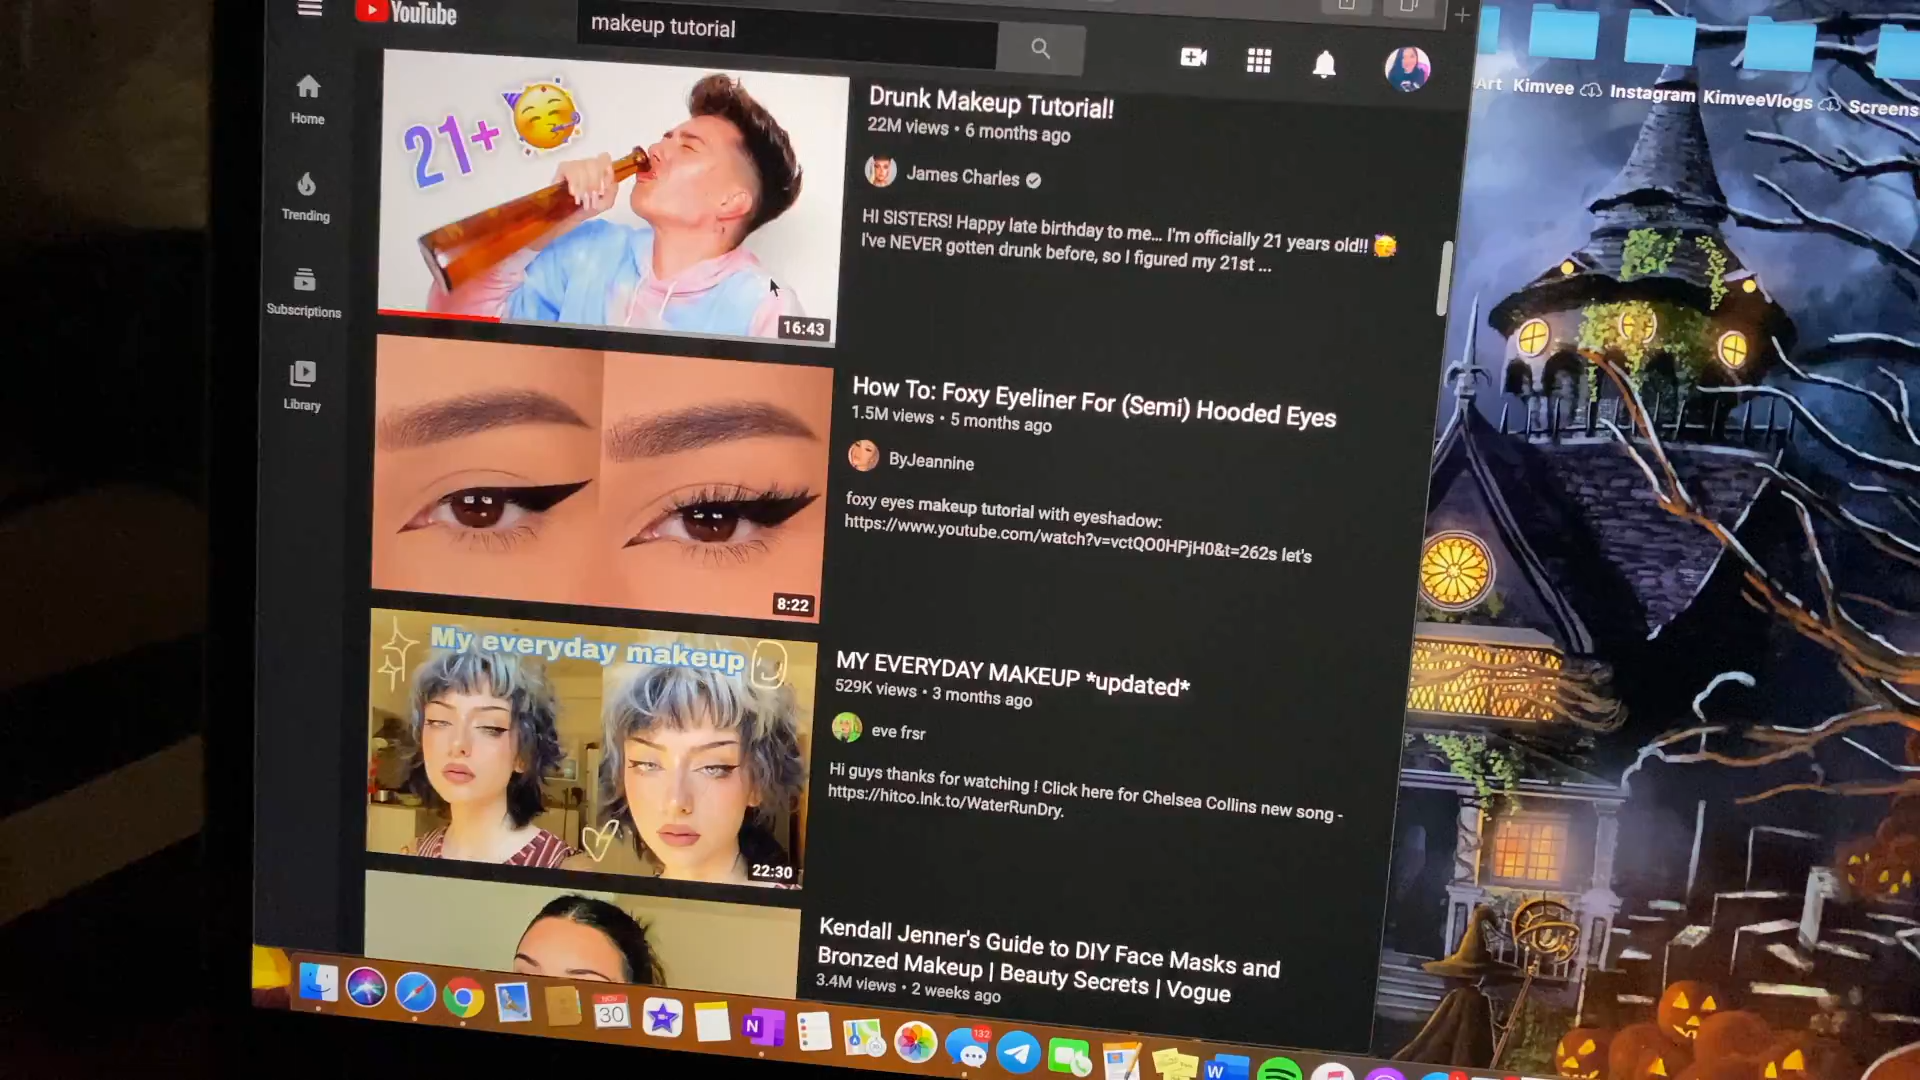 YouTube
makeup tutorial
Home
Trending
Subscriptions
Library
21+
16:43
Drunk Makeup Tutorial!
22M views • 6 months ago
James Charles
HI SISTERS! Happy late birthday to me... I'm officially 21 years old!!
I've NEVER gotten drunk before, so I figured my 21st ...
8:22
How To: Foxy Eyeliner For (Semi) Hooded Eyes
1.5M views • 5 months ago
ByJeannine
foxy eyes makeup tutorial with eyeshadow:
https://www.youtube.com/watch?v=vctQO0HPjH0&t=262s let's
My everyday makeup
22:30
MY EVERYDAY MAKEUP *updated*
529K views • 3 months ago
eve frsr
Hi guys thanks for watching ! Click here for Chelsea Collins new song -
https://hitco.lnk.to/WaterRunDry.
Kendall Jenner's Guide to DIY Face Masks and
Bronzed Makeup | Beauty Secrets | Vogue
3.4M views • 2 weeks ago
Art Kimvee Instagram KimveeVlogs Screens
NOV
30
N
132
W